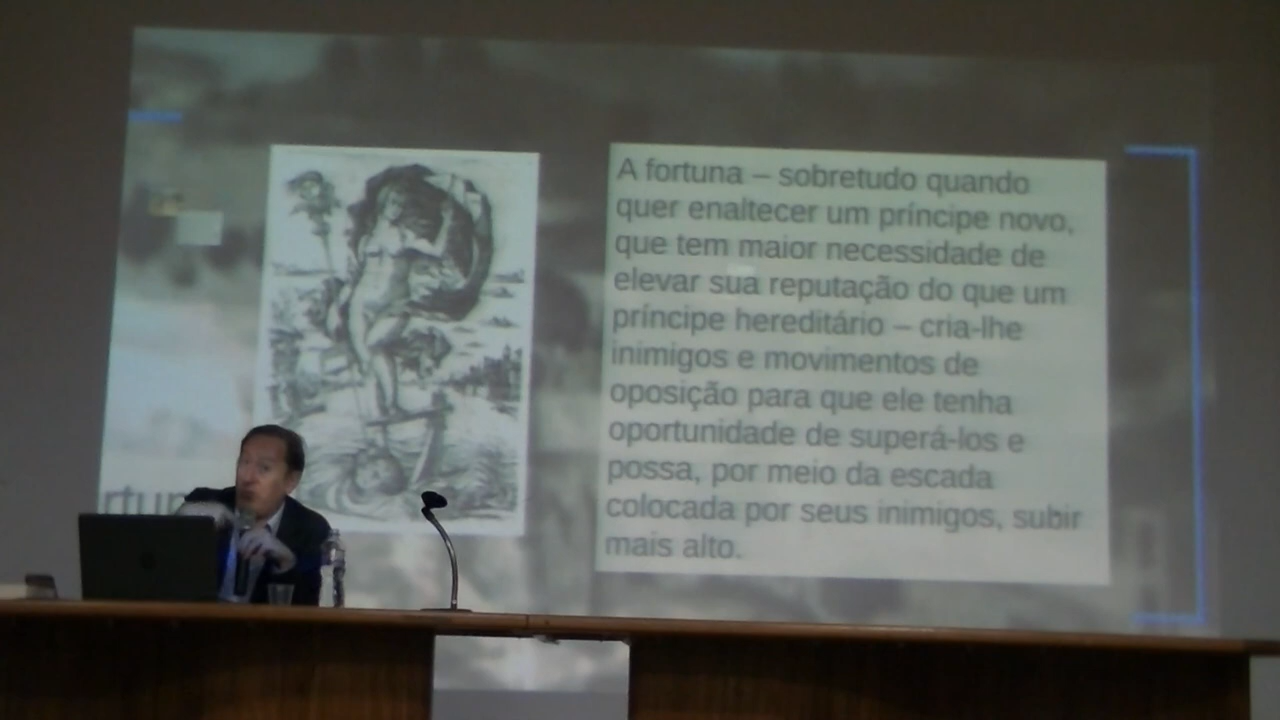 A fortuna – sobretudo quando
quer enaltecer um príncipe novo,
que tem maior necessidade de
elevar sua reputação do que um
príncipe hereditário – cria-lhe
inimigos e movimentos de
oposição para que ele tenha
oportunidade de superá-los e
possa, por meio da escada
colocada por seus inimigos, subir
mais alto.